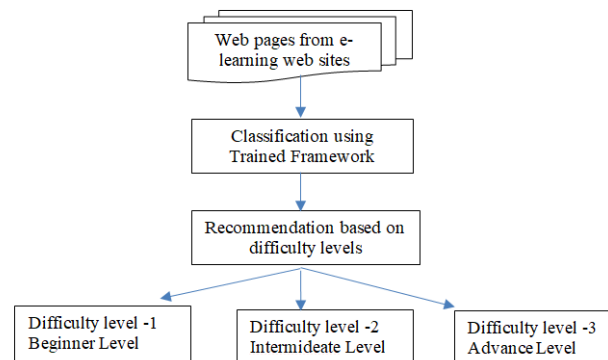 Web pages from e-
learning web sites
Classification using
Trained Framework
Recommendation based on
difficulty levels
Difficulty level -1
Beginner Level
Difficulty level -2
Intermideate Level
Difficulty level -3
Advance Level